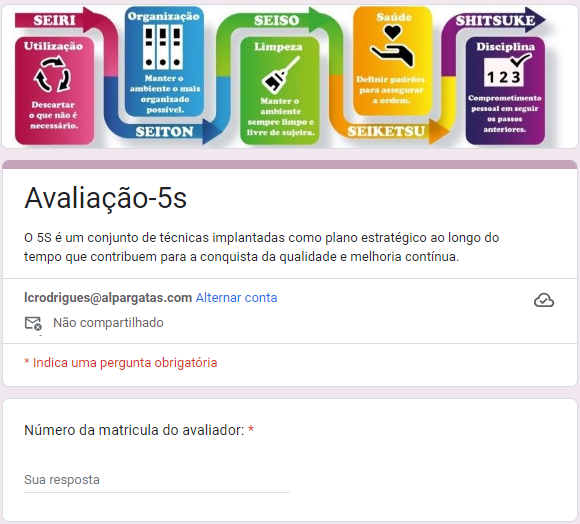 SEIRI
Utilização
Descartar
o que não é
necessário.
Organização
Manter o
ambiente o mais
organizado
possível.
SEITON
SEISO
Limpeza
Manter o
ambiente
sempre limpo e
livre de sujeira.
Saúde
Definir padrões
para assegurar
a ordem.
SEIKETSU
SHITSUKE
Disciplina
1 2 3
Comprometimento
pessoal em seguir
os passos
anteriores.
Avaliação-5s
O 5S é um conjunto de técnicas implantadas como plano estratégico ao longo do
tempo que contribuem para a conquista da qualidade e melhoria contínua.
lcrodrigues@alpargatas.com Alternar conta
Não compartilhado
* Indica uma pergunta obrigatória
Número da matricula do avaliador: *
Sua resposta